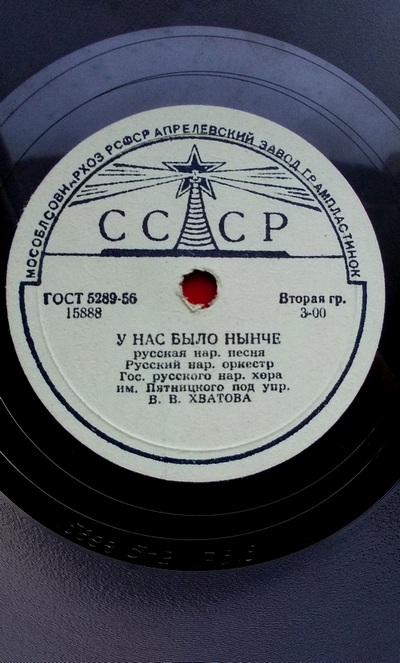 МОСОБЛСОВНАРХОЗ РСФСР АПРЕЛЕВСКИЙ ЗАВОД ГРАМПЛАСТИНОК
СССР
ГОСТ 5289-56
15888
Вторая гр.
3-00
У НАС БЫЛО НЫНЧЕ
русская нар. песня
Русский нар. оркестр
Гос. русского нар. хора
им. Пятницкого под упр.
В. В. ХВАТОВА